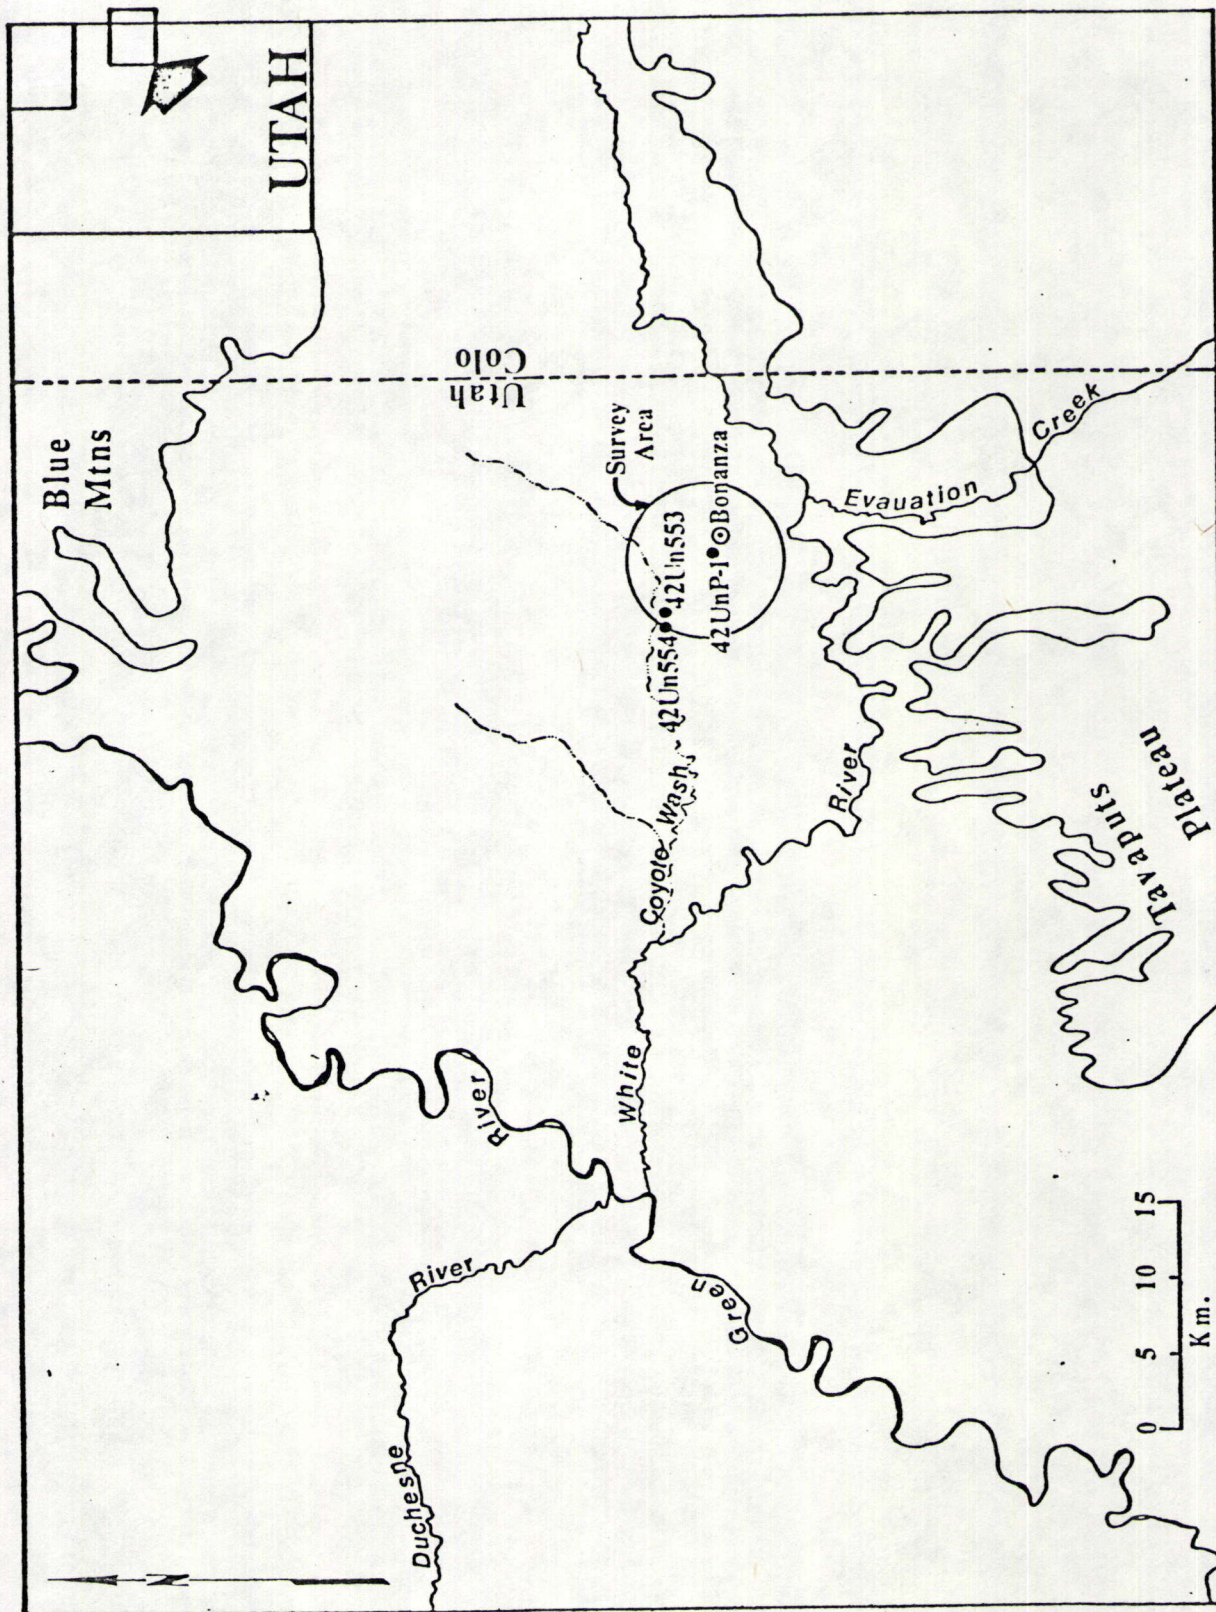 UTAH
Blue
Mtns
Utah
Colo
Survey
Area
42Un554
42Un553
42UnP-1
Bonanza
Coyote Wash
White
River
Evauation
Creek
Tavaputs
Plateau
River
Duchesne
River
Green
N
0 5 10 15
Km.